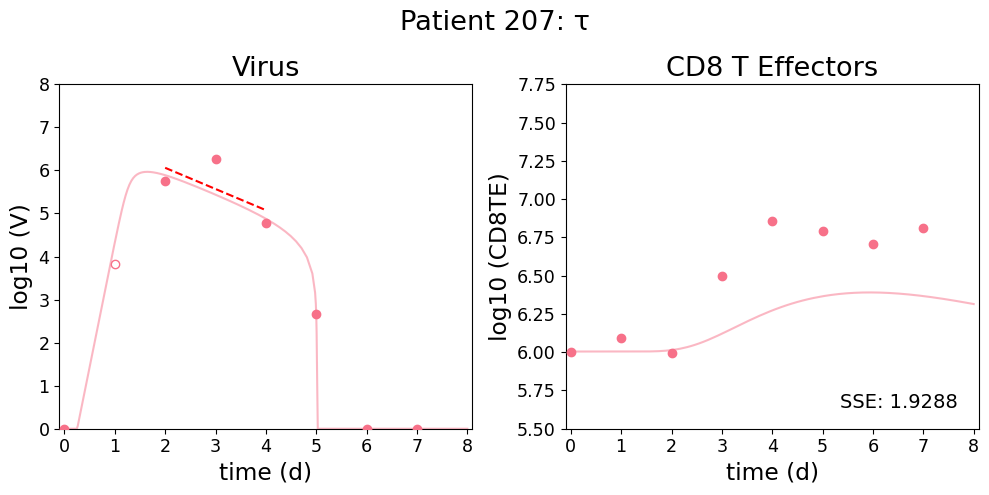 Patient 207: τ
Virus
CD8 T Effectors
log10 (V)
8
7
6
5
4
3
2
1
0
0 1 2 3 4 5 6 7 8
time (d)
log10 (CD8TE)
7.75
7.50
7.25
7.00
6.75
6.50
6.25
6.00
5.75
5.50
SSE: 1.9288
0 1 2 3 4 5 6 7 8
time (d)